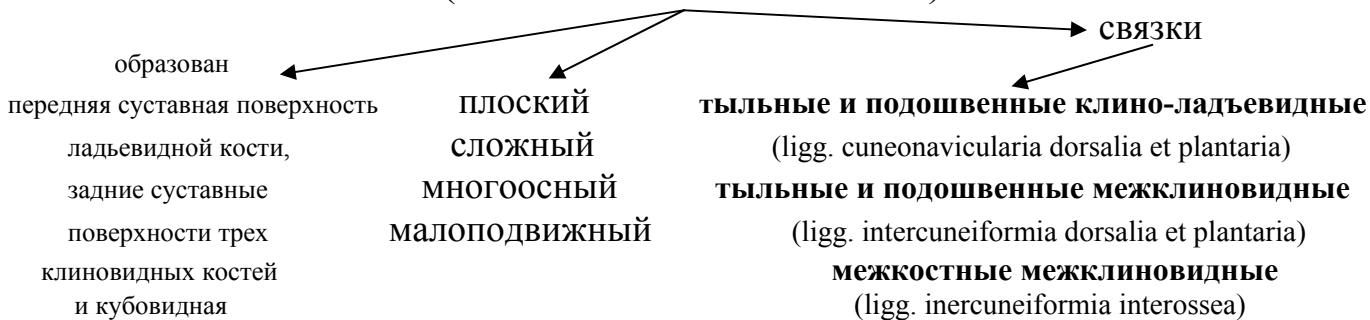 связки
образован
передняя суставная поверхность
ладьевидной кости,
задние суставные
поверхности трех
клиновидных костей
и кубовидная
плоский
сложный
многоосный
малоподвижный
тыльные и подошвенные клино-ладъевидные
(ligg. cuneonavicularia dorsalia et plantaria)
тыльные и подошвенные межклиновидные
(ligg. intercuneiformia dorsalia et plantaria)
межкостные межклиновидные
(ligg. inercuneiformia interossea)